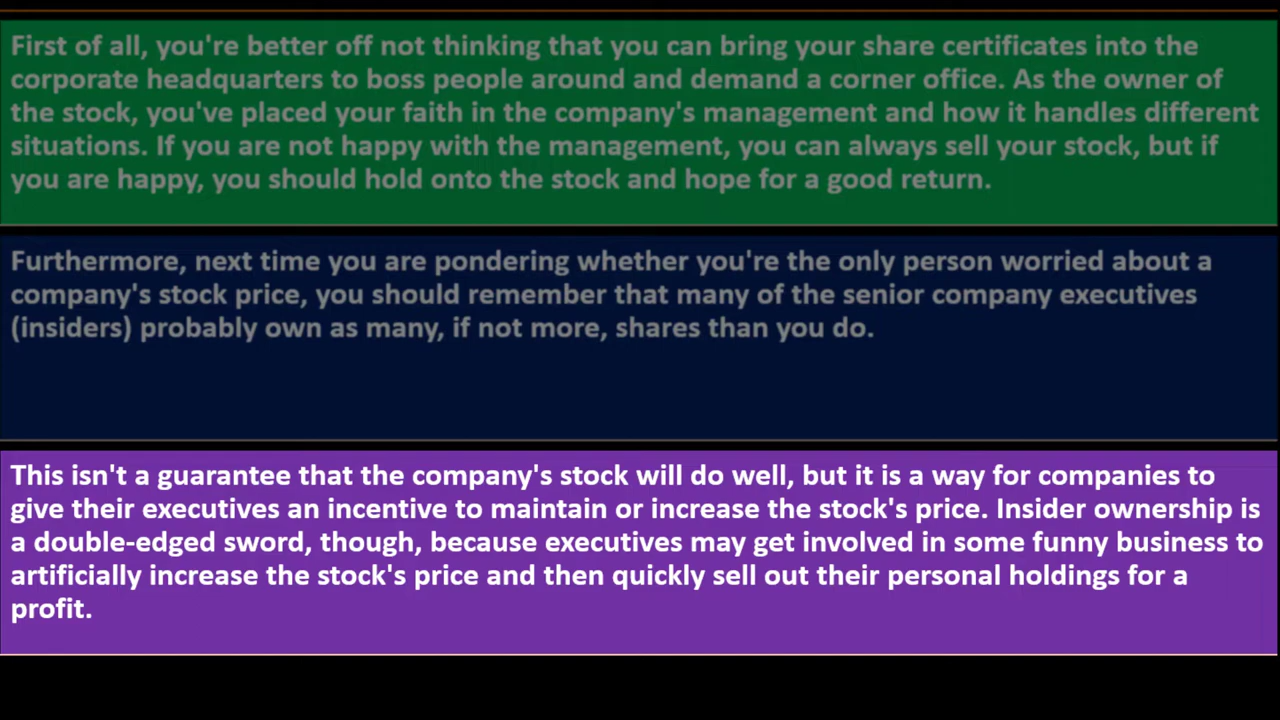 First of all, you're better off not thinking that you can bring your share certificates into the
corporate headquarters to boss people around and demand a corner office. As the owner of
the stock, you've placed your faith in the company's management and how it handles different
situations. If you are not happy with the management, you can always sell your stock, but if
you are happy, you should hold onto the stock and hope for a good return.
Furthermore, next time you are pondering whether you're the only person worried about a
company's stock price, you should remember that many of the senior company executives
(insiders) probably own as many, if not more, shares than you do.
This isn't a guarantee that the company's stock will do well, but it is a way for companies to
give their executives an incentive to maintain or increase the stock's price. Insider ownership is
a double-edged sword, though, because executives may get involved in some funny business to
artificially increase the stock's price and then quickly sell out their personal holdings for a
profit.